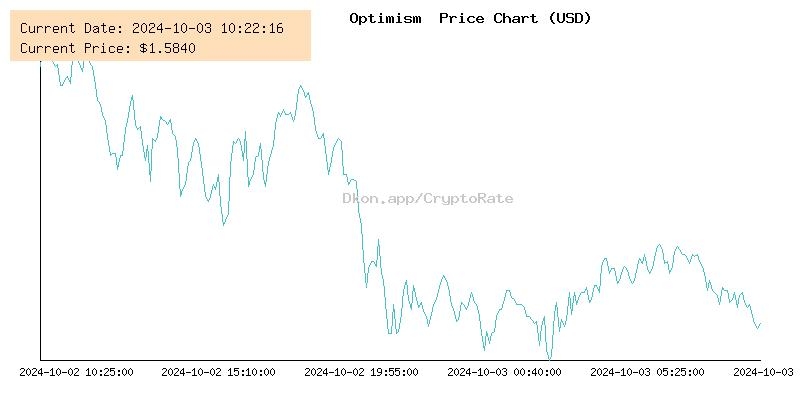 Optimism Price Chart (USD)
Current Date: 2024-10-03 10:22:16
Current Price: $1.5840
Dkon.app/CryptoRate
2024-10-02 10:25:00 2024-10-02 15:10:00 2024-10-02 19:55:00 2024-10-03 00:40:00 2024-10-03 05:25:00 2024-10-03